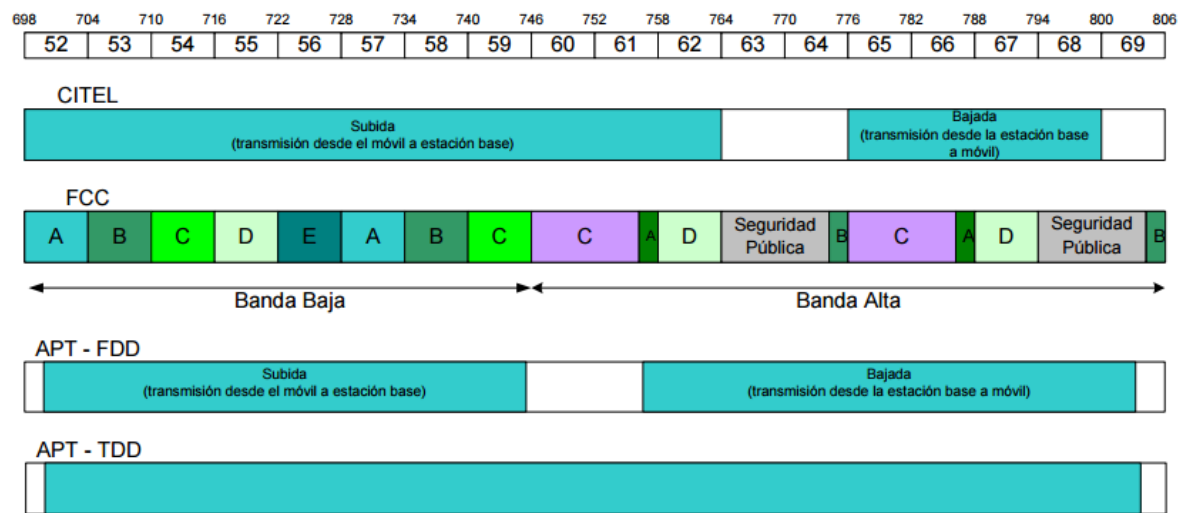 698 704 710 716 722 728 734 740 746 752 758 764 770 776 782 788 794 800 806
52 53 54 55 56 57 58 59 60 61 62 63 64 65 66 67 68 69
CITEL
Subida
(transmisión desde el móvil a estación base)
Bajada
(transmisión desde la estación base
a móvil)
FCC
A B C D E A B C C A D Seguridad Pública B C A D Seguridad Pública B
Banda Baja Banda Alta
APT - FDD
Subida
(transmisión desde el móvil a estación base)
Bajada
(transmisión desde la estación base a móvil)
APT - TDD